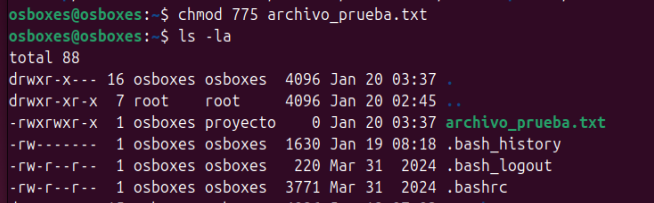 osboxes@osboxes:~$ chmod 775 archivo_prueba.txt
osboxes@osboxes:~$ ls -la
total 88
drwxr-x--- 16 osboxes osboxes  4096 Jan 20 03:37 .
drwxr-xr-x  7 root    root     4096 Jan 20 02:45 ..
-rwxrwxr-x  1 osboxes proyecto    0 Jan 20 03:37 archivo_prueba.txt
-rw-------  1 osboxes osboxes  1630 Jan 19 08:18 .bash_history
-rw-r--r--  1 osboxes osboxes   220 Mar 31  2024 .bash_logout
-rw-r--r--  1 osboxes osboxes  3771 Mar 31  2024 .bashrc